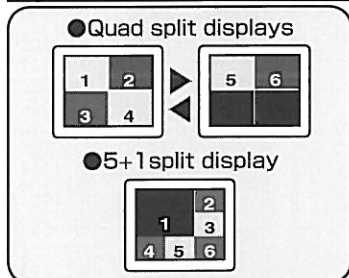 ●Quad split displays
1 2 5 6
3 4
●5+1split display
2
1 3
4 5 6